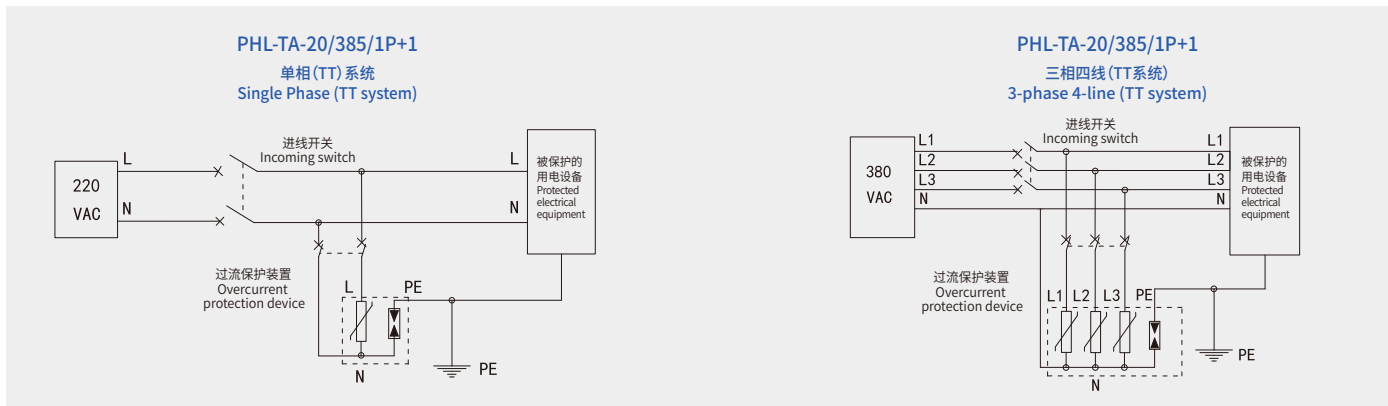 PHL-TA-20/385/1P+1
单相(TT)系统
Single Phase (TT system)
进线开关
Incoming switch
L
L
220
VAC
N
N
被保护的
用电设备
Protected
electrical
equipment
过流保护装置
Overcurrent
protection device
L
PE
N
PE
PHL-TA-20/385/1P+1
三相四线(TT系统)
3-phase 4-line (TT system)
进线开关
Incoming switch
L1
L1
L2
L2
L3
L3
N
N
380
VAC
被保护的
用电设备
Protected
electrical
equipment
过流保护装置
Overcurrent
protection device
L1 L2 L3 PE
N
PE